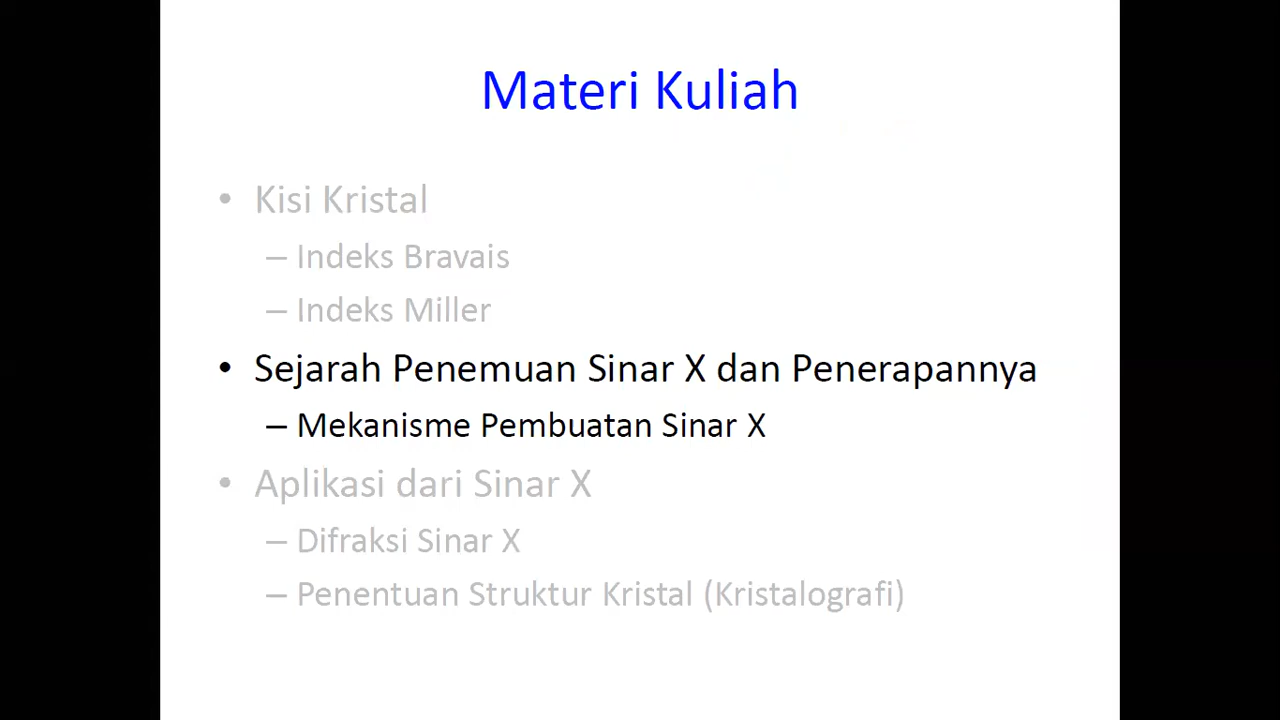 Materi Kuliah
• Kisi Kristal
– Indeks Bravais
– Indeks Miller
• Sejarah Penemuan Sinar X dan Penerapannya
– Mekanisme Pembuatan Sinar X
• Aplikasi dari Sinar X
– Difraksi Sinar X
– Penentuan Struktur Kristal (Kristalografi)